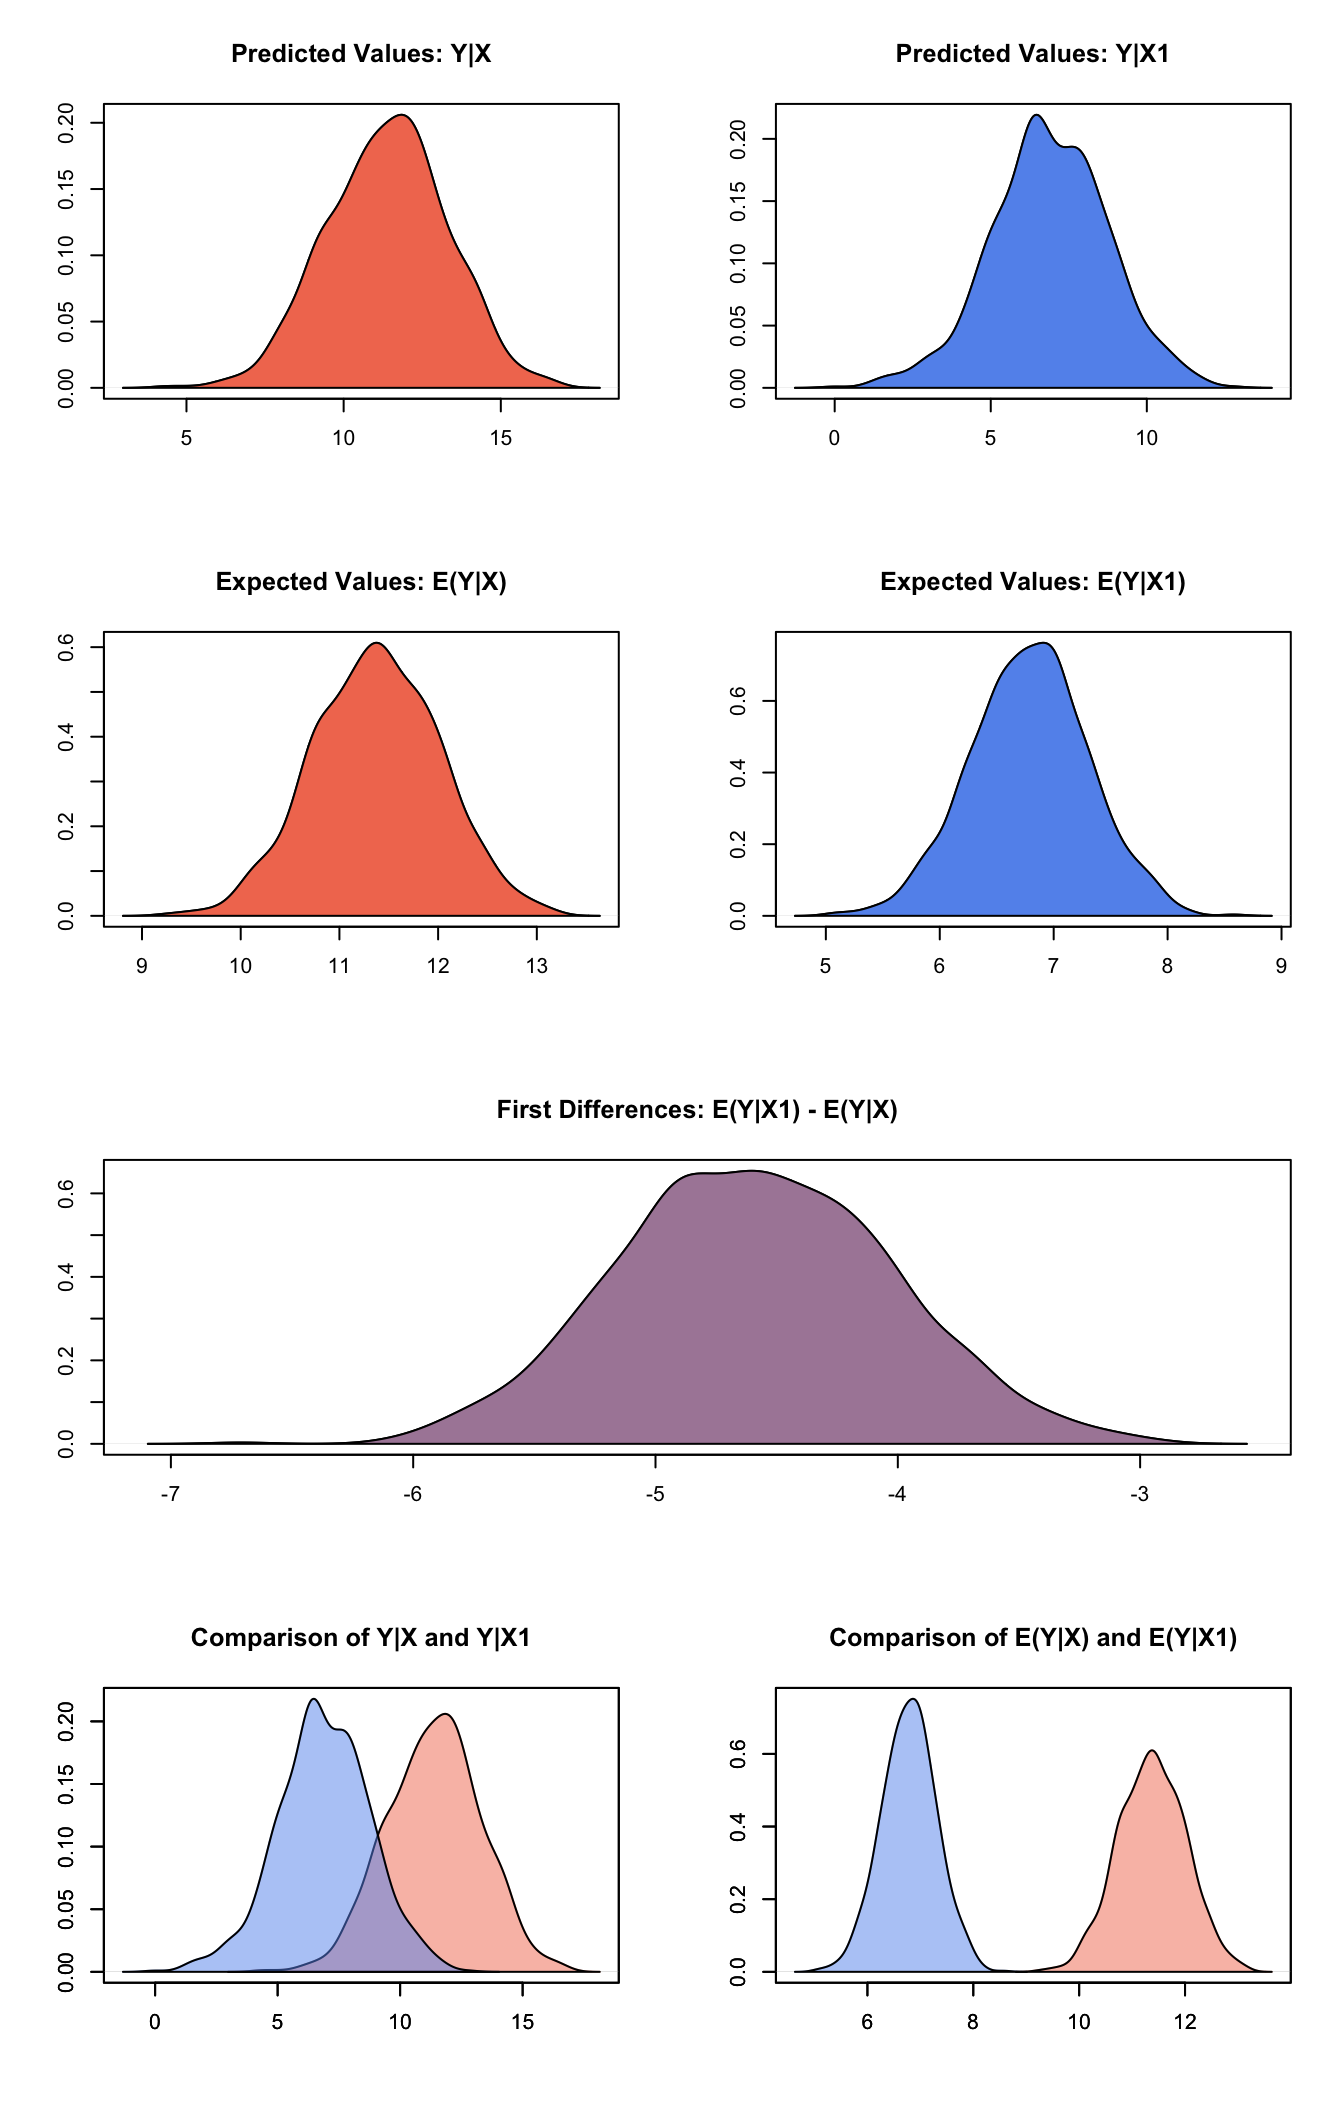 Predicted Values: Y|X
0.00 0.05 0.10 0.15 0.20
5 10 15
Predicted Values: Y|X1
0.00 0.05 0.10 0.15 0.20
0 5 10
Expected Values: E(Y|X)
0.0 0.2 0.4 0.6
9 10 11 12 13
Expected Values: E(Y|X1)
0.0 0.2 0.4 0.6
5 6 7 8 9
First Differences: E(Y|X1) - E(Y|X)
0.0 0.2 0.4 0.6
-7 -6 -5 -4 -3
Comparison of Y|X and Y|X1
0.00 0.05 0.10 0.15 0.20
0 5 10 15
Comparison of E(Y|X) and E(Y|X1)
0.0 0.2 0.4 0.6
6 8 10 12